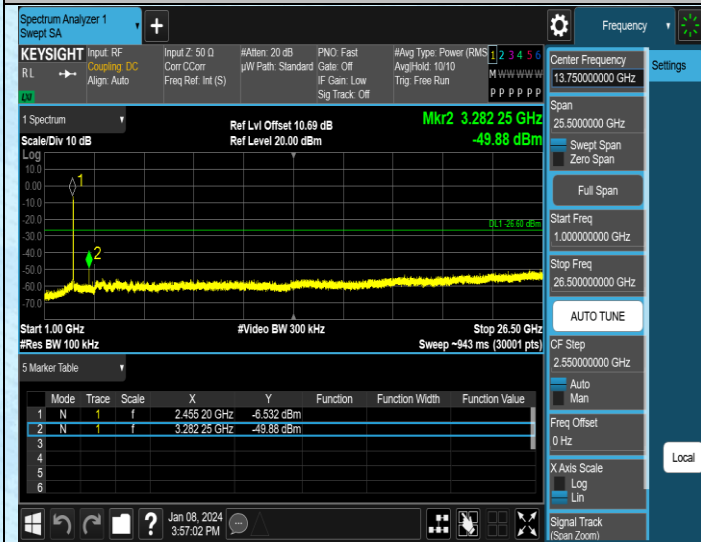 Spectrum Analyzer 1
Swept SA
+
Frequency
KEYSIGHT
RL
LU
Input: RF
Coupling: DC
Align: Auto
Input Z: 50 Ω
Corr CCorr
Freq Ref: Int (S)
#Atten: 20 dB
µW Path: Standard
PNO: Fast
Gate: Off
IF Gain: Low
Sig Track: Off
#Avg Type: Power (RMS
Avg|Hold: 10/10
Trig: Free Run
1 2 3 4 5 6
M W W W W W
P P P P P P
1 Spectrum
Scale/Div 10 dB
Ref Lvl Offset 10.69 dB
Ref Level 20.00 dBm
Mkr2 3.282 25 GHz
-49.88 dBm
Log
10.0
0.00
-10.0
-20.0
-30.0
-40.0
-50.0
-60.0
-70.0
1
2
DL1 -26.60 dBm
Start 1.00 GHz
#Video BW 300 kHz
Stop 26.50 GHz
#Res BW 100 kHz
Sweep ~943 ms (30001 pts)
5 Marker Table
Mode Trace Scale X Y Function Function Width Function Value
1 N 1 f 2.455 20 GHz -6.532 dBm
2 N 1 f 3.282 25 GHz -49.88 dBm
3
4
5
6
?
Jan 08, 2024
3:57:02 PM
Center Frequency
13.750000000 GHz
Span
25.5000000 GHz
Swept Span
Zero Span
Full Span
Start Freq
1.000000000 GHz
Stop Freq
26.500000000 GHz
AUTO TUNE
CF Step
2.550000000 GHz
Auto
Man
Freq Offset
0 Hz
X Axis Scale
Log
Lin
Signal Track
(Span Zoom)
Settings
Local